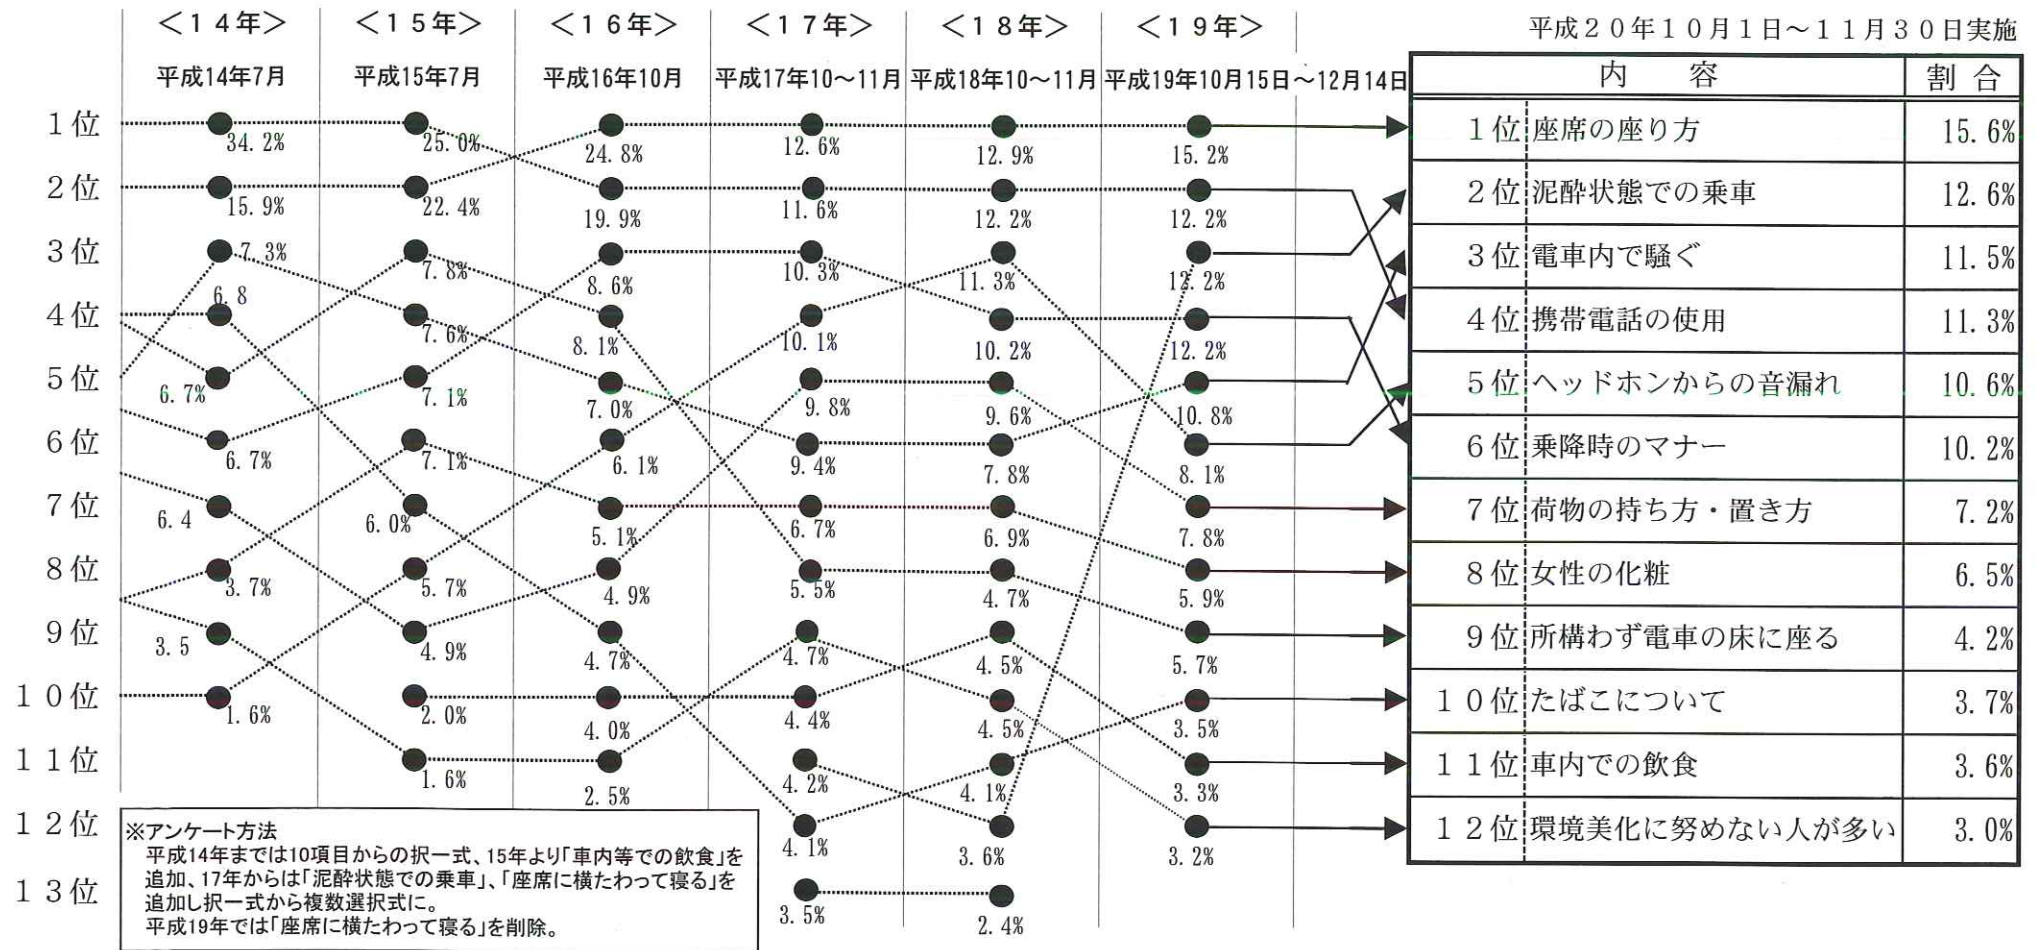 ＜１４年＞ ＜１５年＞ ＜１６年＞ ＜１７年＞ ＜１８年＞ ＜１９年＞ 平成２０年１０月１日～１１月３０日実施
平成14年7月 平成15年7月 平成16年10月 平成17年10～11月 平成18年10～11月 平成19年10月15日～12月14日
内　容 割合
1位
34.2% 25.0% 24.8% 12.6% 12.9% 15.2%
1位 座席の座り方 15.6%
2位
15.9% 22.4% 19.9% 11.6% 12.2% 12.2%
2位 泥酔状態での乗車 12.6%
3位
7.3% 7.8% 8.6% 10.3% 11.3% 12.2%
3位 電車内で騒ぐ 11.5%
4位
6.8 7.6% 8.1% 10.1% 10.2% 12.2%
4位 携帯電話の使用 11.3%
5位
6.7% 7.1% 7.0% 9.8% 9.6% 10.8%
5位 ヘッドホンからの音漏れ 10.6%
6位
6.7% 7.1% 6.1% 9.4% 7.8% 8.1%
6位 乗降時のマナー 10.2%
7位
6.4 6.0% 5.1% 6.7% 6.9% 7.8%
7位 荷物の持ち方・置き方 7.2%
8位
3.7% 5.7% 4.9% 5.5% 4.7% 5.9%
8位 女性の化粧 6.5%
9位
3.5 4.9% 4.7% 4.7% 4.5% 5.7%
9位 所構わず電車の床に座る 4.2%
10位
1.6% 2.0% 4.0% 4.4% 4.5% 3.5%
10位 たばこについて 3.7%
11位
1.6% 2.5% 4.2% 4.1% 3.3%
11位 車内での飲食 3.6%
12位
4.1% 3.6% 3.2%
12位 環境美化に努めない人が多い 3.0%
13位
3.5% 2.4%
※アンケート方法
平成14年までは10項目からの択一式、15年より「車内等での飲食」を
追加、17年からは「泥酔状態での乗車」、「座席に横たわって寝る」を
追加し択一式から複数選択式に。
平成19年では「座席に横たわって寝る」を削除。